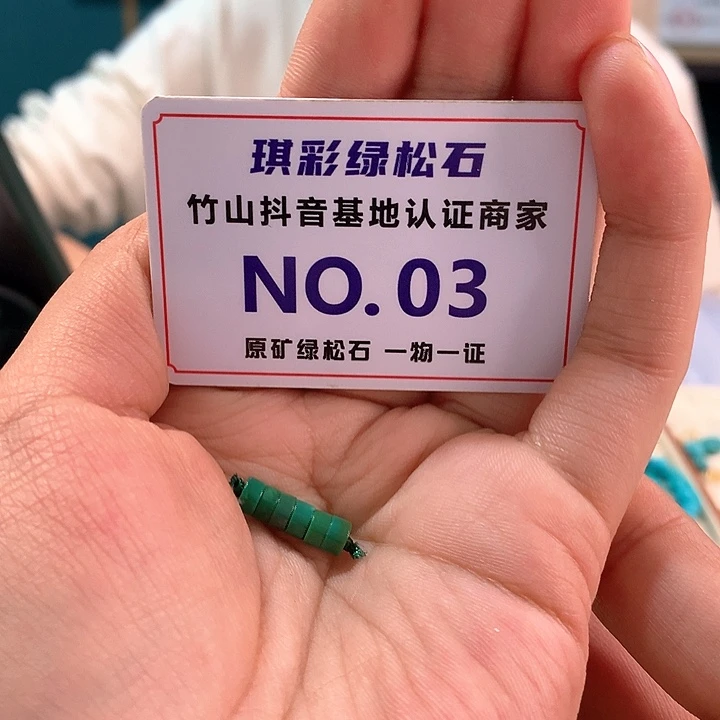 琪彩绿松石
竹山抖音基地认证商家
NO. 03
原矿绿松石 一物一证